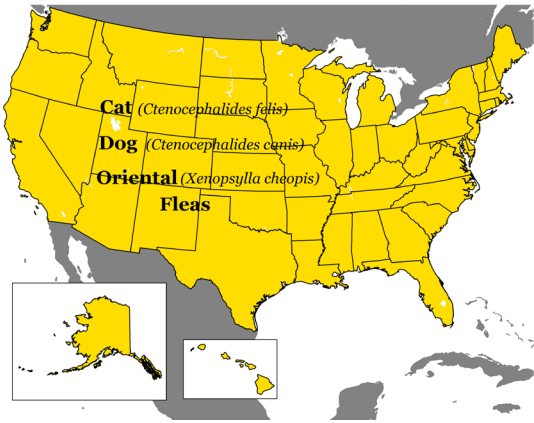 Cat (Ctenocephalides felis)
Dog (Ctenocephalides canis)
Oriental (Xenopsylla cheopis)
Fleas